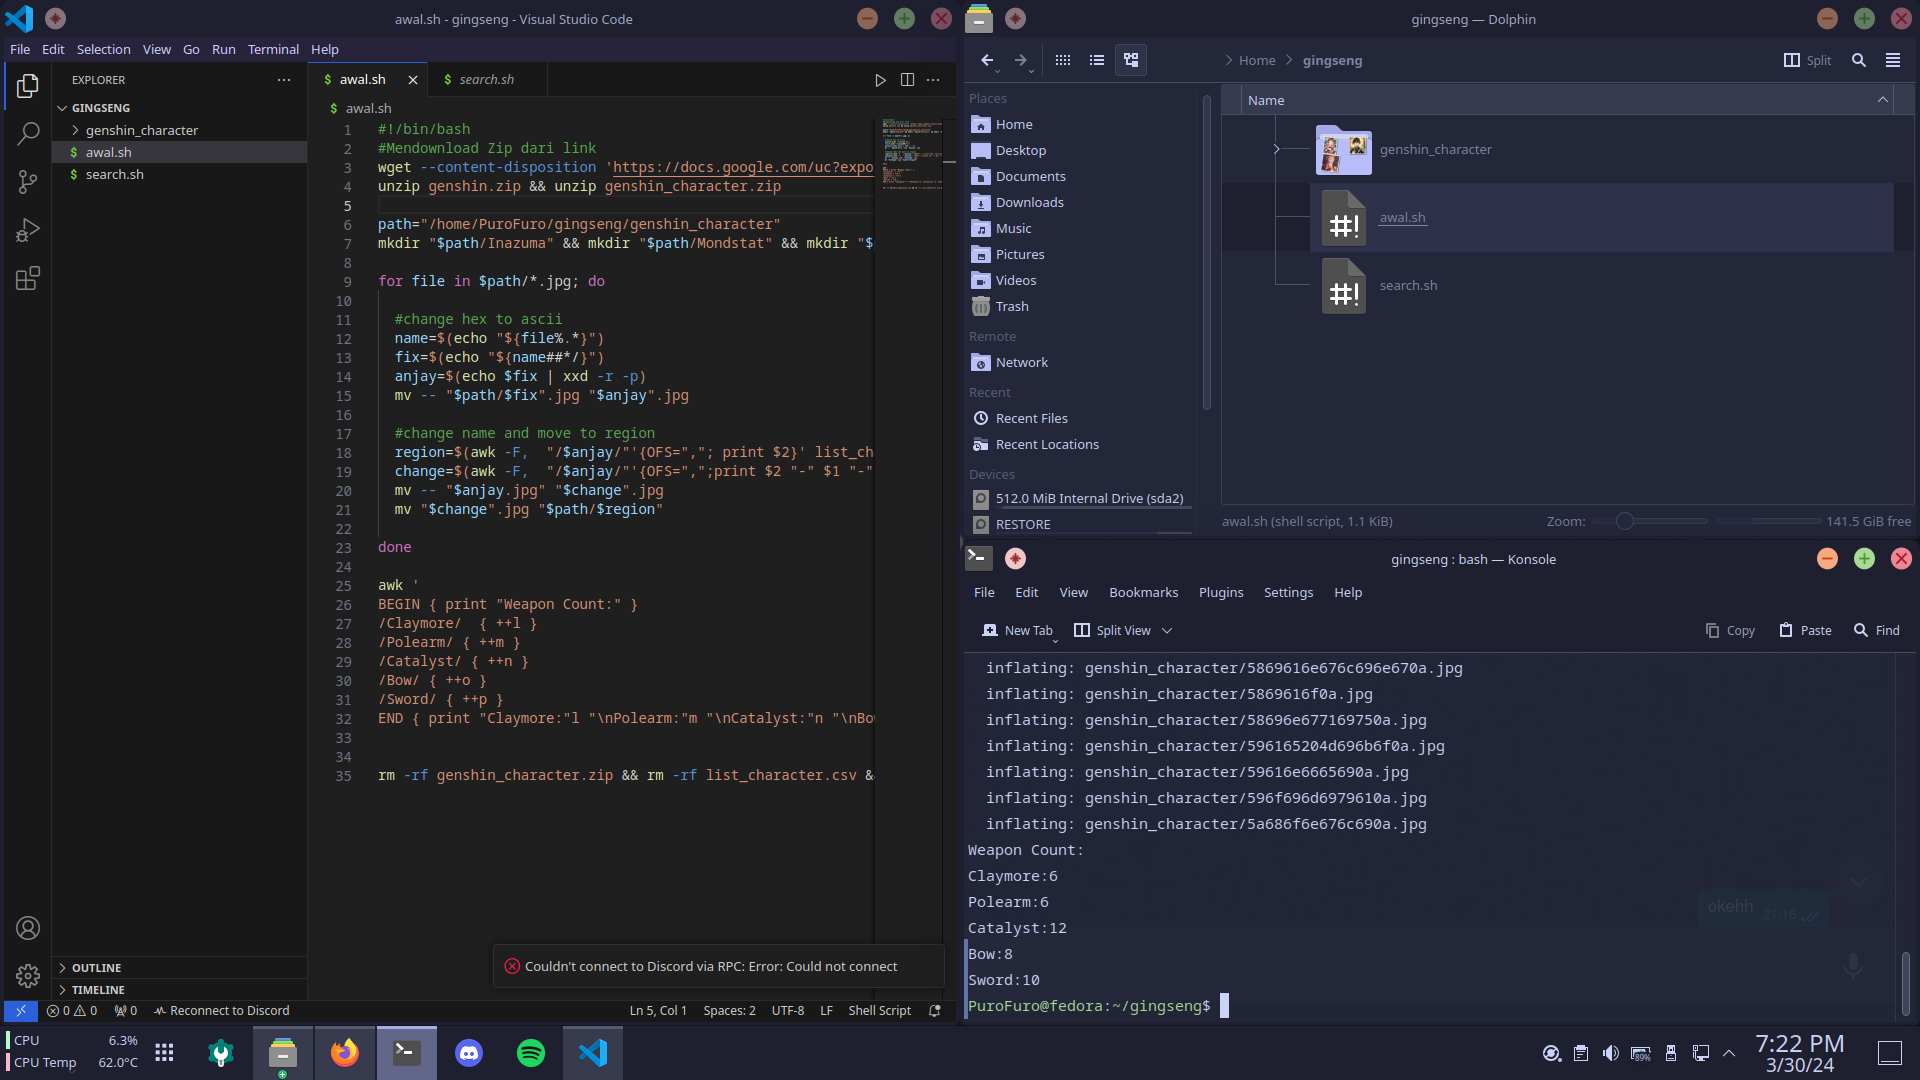 awal.sh - gingseng - Visual Studio Code
File Edit Selection View Go Run Terminal Help
EXPLORER
GINGSENG
genshin_character
$ awal.sh
$ search.sh
$ awal.sh
$ search.sh
$ awal.sh
1 #!/bin/bash
2 #Mendownload Zip dari link
3 wget --content-disposition 'https://docs.google.com/uc?expo
4 unzip genshin.zip && unzip genshin_character.zip
5
6 path="/home/PuroFuro/gingseng/genshin_character"
7 mkdir "$path/Inazuma" && mkdir "$path/Mondstat" && mkdir "$
8
9 for file in $path/*.jpg; do
10
11 #change hex to ascii
12 name=$(echo "${file%.*}")
13 fix=$(echo "${name##*/}")
14 anjay=$(echo $fix | xxd -r -p)
15 mv -- "$path/$fix".jpg "$anjay".jpg
16
17 #change name and move to region
18 region=$(awk -F, "/$anjay/"'{OFS=","; print $2}' list_ch
19 change=$(awk -F, "/$anjay/"'{OFS=",";print $2 "-" $1 "-"
20 mv -- "$anjay.jpg" "$change".jpg
21 mv "$change".jpg "$path/$region"
22
23 done
24
25 awk '
26 BEGIN { print "Weapon Count:" }
27 /Claymore/ { ++l }
28 /Polearm/ { ++m }
29 /Catalyst/ { ++n }
30 /Bow/ { ++o }
31 /Sword/ { ++p }
32 END { print "Claymore:"l "\nPolearm:"m "\nCatalyst:"n "\nBo
33
34
35 rm -rf genshin_character.zip && rm -rf list_character.csv &
OUTLINE
TIMELINE
Couldn't connect to Discord via RPC: Error: Could not connect
0 0 0 Reconnect to Discord
Ln 5, Col 1 Spaces: 2 UTF-8 LF Shell Script
gingseng — Dolphin
Home gingseng
Split
Places
Home
Desktop
Documents
Downloads
Music
Pictures
Videos
Trash
Remote
Network
Recent
Recent Files
Recent Locations
Devices
512.0 MiB Internal Drive (sda2)
RESTORE
Name
genshin_character
#! awal.sh
#! search.sh
awal.sh (shell script, 1.1 KiB)
Zoom:
141.5 GiB free
gingseng : bash — Konsole
File Edit View Bookmarks Plugins Settings Help
New Tab Split View Copy Paste Find
inflating: genshin_character/5869616e676c696e670a.jpg
inflating: genshin_character/5869616f0a.jpg
inflating: genshin_character/58696e677169750a.jpg
inflating: genshin_character/596165204d696b6f0a.jpg
inflating: genshin_character/59616e6665690a.jpg
inflating: genshin_character/596f696d6979610a.jpg
inflating: genshin_character/5a686f6e676c690a.jpg
Weapon Count:
Claymore:6
Polearm:6
Catalyst:12
Bow:8
Sword:10
PuroFuro@fedora:~/gingseng$
okehh 21:16
CPU 6.3%
CPU Temp 62.0°C
89%
7:22 PM
3/30/24